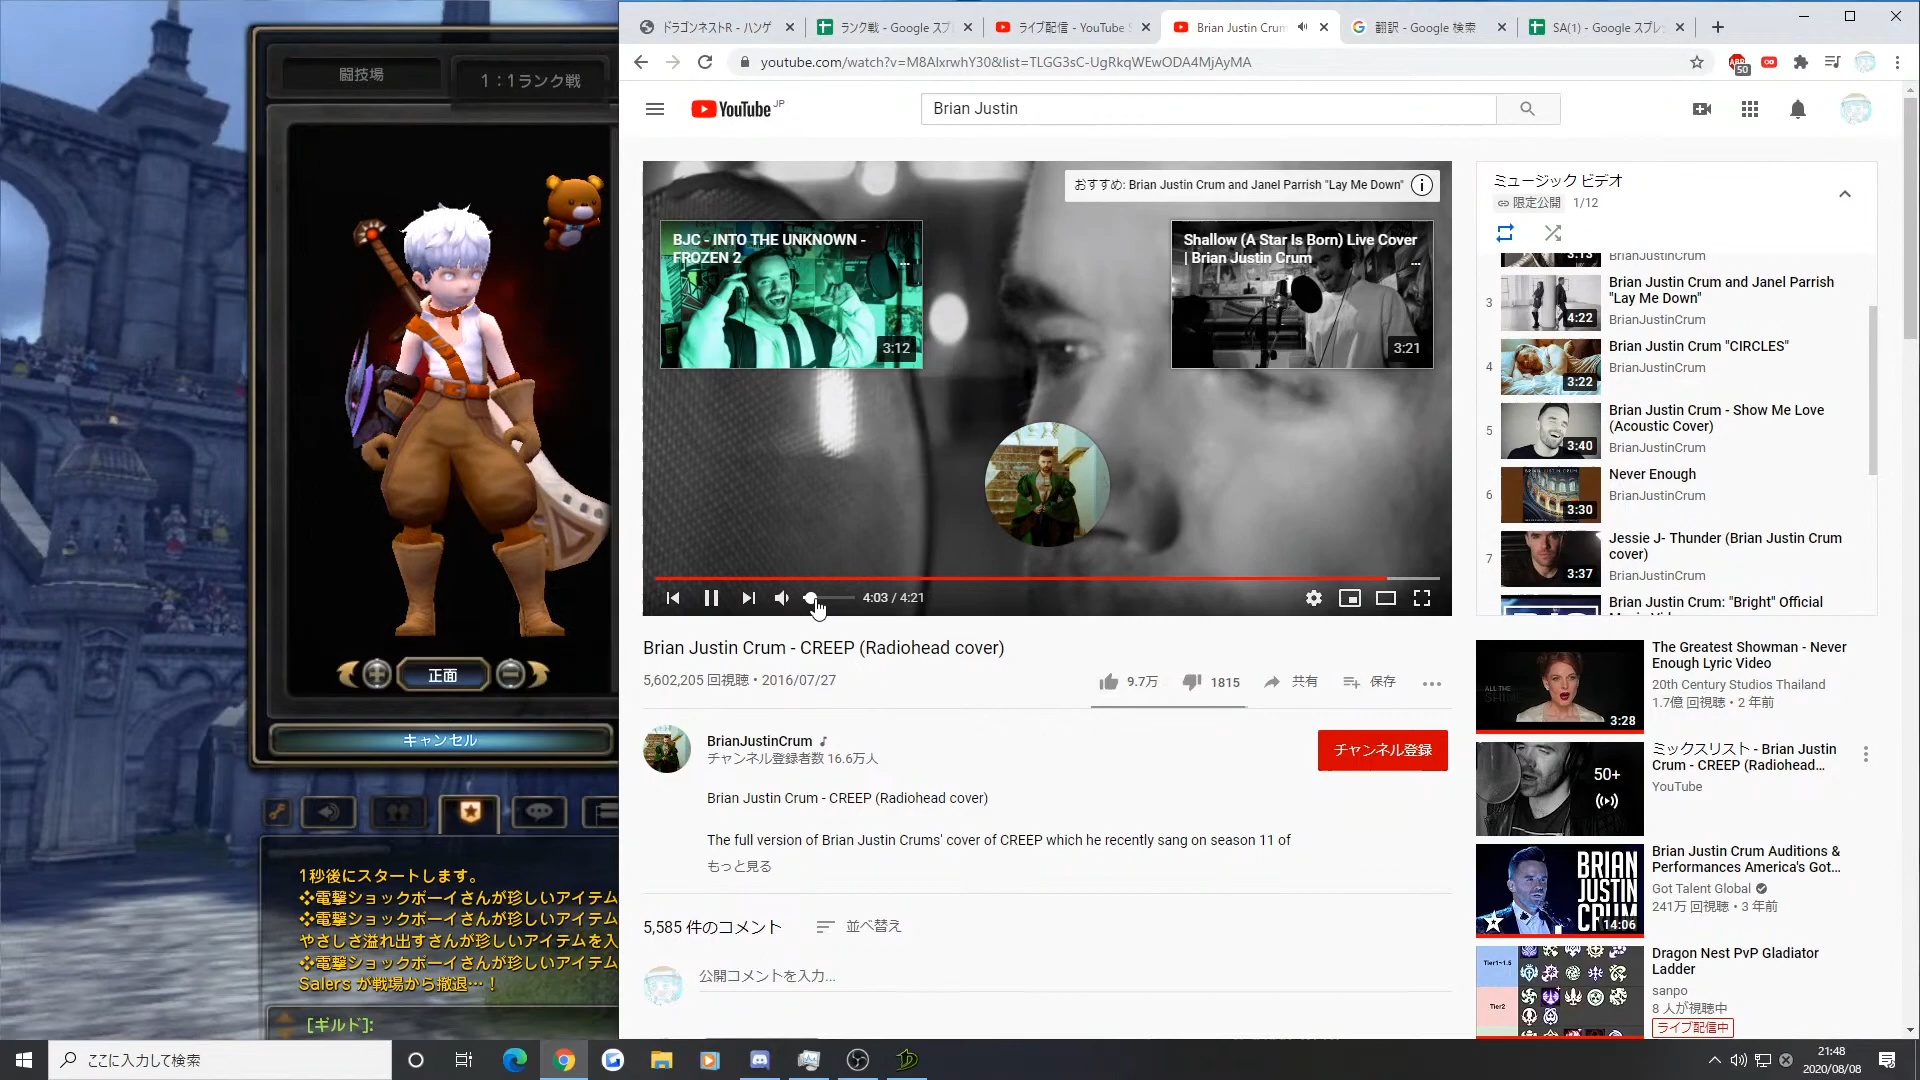 ドラゴンネストR - ハンゲ
ランク戦 - Google スプ
ライブ配信 - YouTube S
Brian Justin Crum
翻訳 - Google 検索
SA(1) - Google スプレッ
youtube.com/watch?v=M8AlxrwhY30&list=TLGG3sC-UgRkqWEwODA4MjAyMA
50
闘技場
1：1ランク戦
YouTube JP
Brian Justin
おすすめ: Brian Justin Crum and Janel Parrish "Lay Me Down"
BJC - INTO THE UNKNOWN -
FROZEN 2
...
3:12
Shallow (A Star Is Born) Live Cover
| Brian Justin Crum
...
3:21
4:03 / 4:21
ミュージック ビデオ
限定公開
1/12
3:13
BrianJustinCrum
3
Brian Justin Crum and Janel Parrish
"Lay Me Down"
BrianJustinCrum
4:22
4
Brian Justin Crum "CIRCLES"
BrianJustinCrum
3:22
5
Brian Justin Crum - Show Me Love
(Acoustic Cover)
BrianJustinCrum
3:40
6
Never Enough
BrianJustinCrum
3:30
7
Jessie J- Thunder (Brian Justin Crum
cover)
BrianJustinCrum
3:37
Brian Justin Crum: "Bright" Official
Brian Justin Crum - CREEP (Radiohead cover)
5,602,205 回視聴・2016/07/27
9.7万
1815
共有
保存
BrianJustinCrum
チャンネル登録者数 16.6万人
チャンネル登録
Brian Justin Crum - CREEP (Radiohead cover)
The full version of Brian Justin Crums' cover of CREEP which he recently sang on season 11 of
もっと見る
5,585 件のコメント
並べ替え
公開コメントを入力...
ALL THE
SHINE
3:28
The Greatest Showman - Never
Enough Lyric Video
20th Century Studios Thailand
1.7億 回視聴・2 年前
50+
ミックスリスト - Brian Justin
Crum - CREEP (Radiohead...
YouTube
BRIAN
JUSTIN
CRUM
14:06
Brian Justin Crum Auditions &
Performances America's Got...
Got Talent Global
241万 回視聴・3 年前
Tier1~1.5
Tier2
Dragon Nest PvP Gladiator
Ladder
sanpo
8 人が視聴中
ライブ配信中
正面
キャンセル
1秒後にスタートします。
❖電撃ショックボーイさんが珍しいアイテム
❖電撃ショックボーイさんが珍しいアイテム
やさしさ溢れ出すさんが珍しいアイテムを入
❖電撃ショックボーイさんが珍しいアイテム
Salers が戦場から撤退…！
[ギルド]:
ここに入力して検索
21:48
2020/08/08